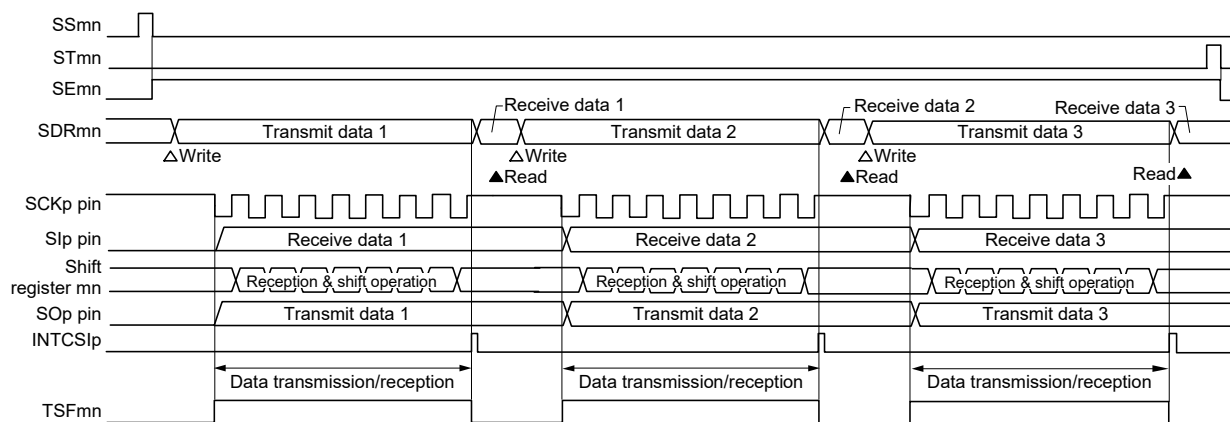 SSmn
STmn
SEmn
Receive data 1 Receive data 2 Receive data 3
SDRmn Transmit data 1 Transmit data 2 Transmit data 3
△Write △Write △Write
▲Read ▲Read Read▲
SCKp pin
SIp pin Receive data 1 Receive data 2 Receive data 3
Shift
register mn Reception & shift operation Reception & shift operation Reception & shift operation
SOp pin Transmit data 1 Transmit data 2 Transmit data 3
INTCSIp
Data transmission/reception Data transmission/reception Data transmission/reception
TSFmn